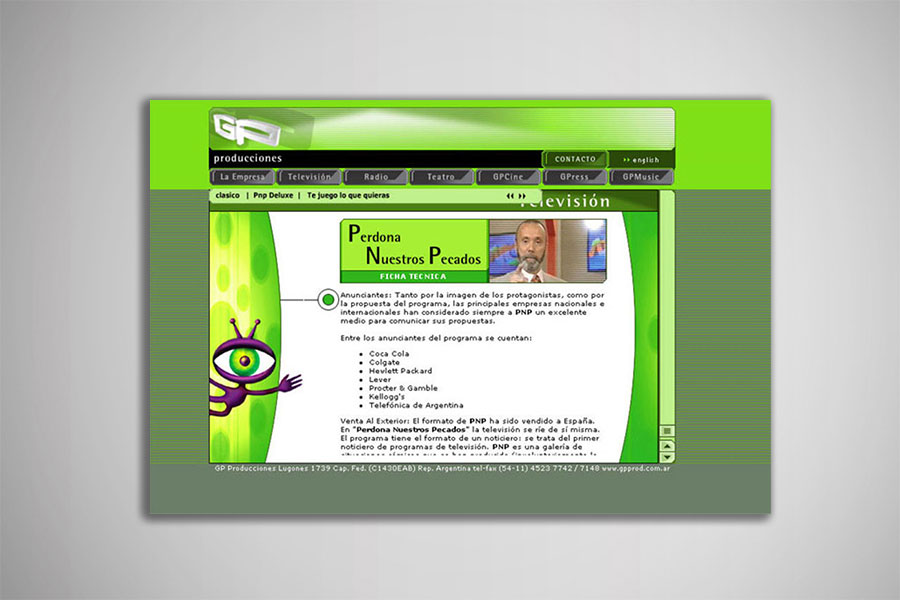 GP
producciones
CONTACTO
›› english
La Empresa
Televisión
Radio
Teatro
GPCine
GPress
GPMusic
clasico | Pnp Deluxe | Te juego lo que quieras
Televisión
Perdona
Nuestros Pecados
FICHA TECNICA
Anunciantes: Tanto por la imagen de los protagonistas, como por
la propuesta del programa, las principales empresas nacionales e
internacionales han considerado siempre a PNP un excelente
medio para comunicar sus propuestas.
Entre los anunciantes del programa se cuentan:
• Coca Cola
• Colgate
• Hewlett Packard
• Lever
• Procter & Gamble
• Kellogg's
• Telefónica de Argentina
Venta Al Exterior: El formato de PNP ha sido vendido a España.
En "Perdona Nuestros Pecados" la televisión se ríe de sí misma.
El programa tiene el formato de un noticiero: se trata del primer
noticiero de programas de televisión. PNP es una galería de
GP Producciones Lugones 1739 Cap. Fed. (C1430EAB) Rep. Argentina tel-fax (54-11) 4523 7742 / 7148 www.gpprod.com.ar